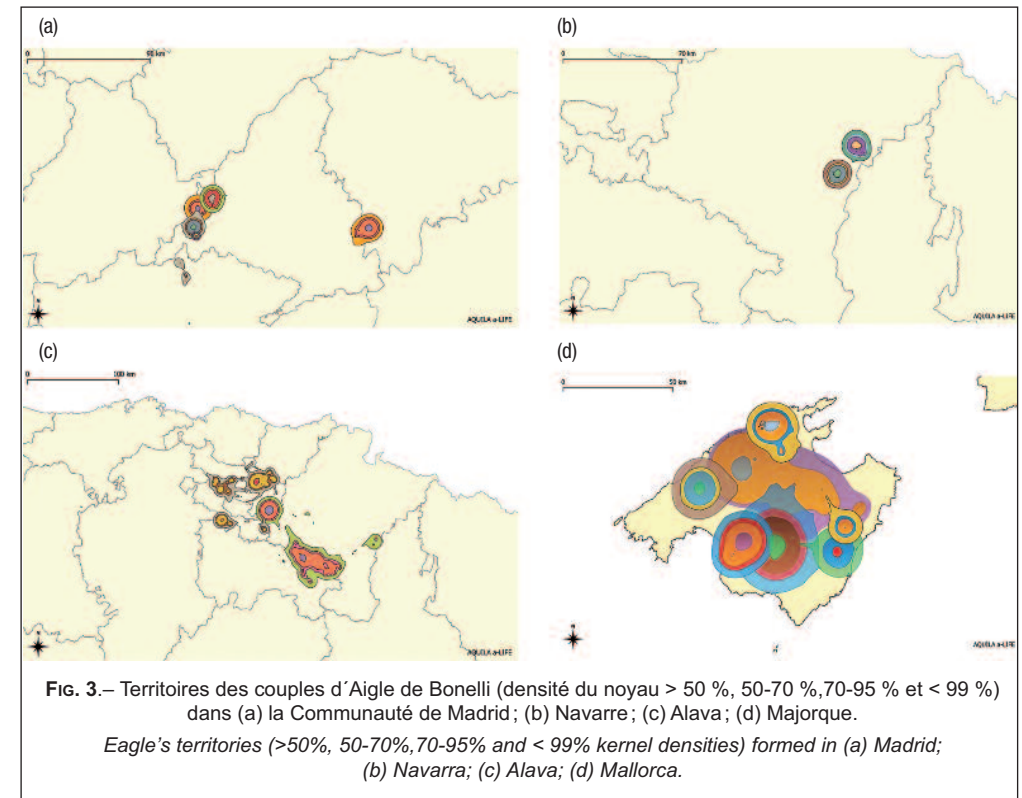 (a)
0 90 km
N
AQUILA a-LIFE
(b)
0 70 km
N
AQUILA a-LIFE
(c)
0 100 km
N
AQUILA a-LIFE
(d)
0 50 km
N
AQUILA a-LIFE
FIG. 3.– Territoires des couples d´Aigle de Bonelli (densité du noyau > 50 %, 50-70 %,70-95 % et < 99 %)
dans (a) la Communauté de Madrid ; (b) Navarre ; (c) Alava ; (d) Majorque.
Eagle's territories (>50%, 50-70%,70-95% and < 99% kernel densities) formed in (a) Madrid;
(b) Navarra; (c) Alava; (d) Mallorca.